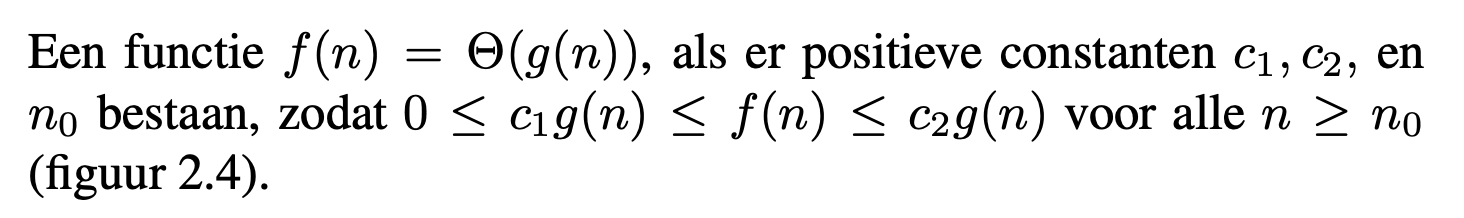 Een functie f(n) = Θ(g(n)), als er positieve constanten c₁, c₂, en
n₀ bestaan, zodat 0 ≤ c₁g(n) ≤ f(n) ≤ c₂g(n) voor alle n ≥ n₀
(figuur 2.4).